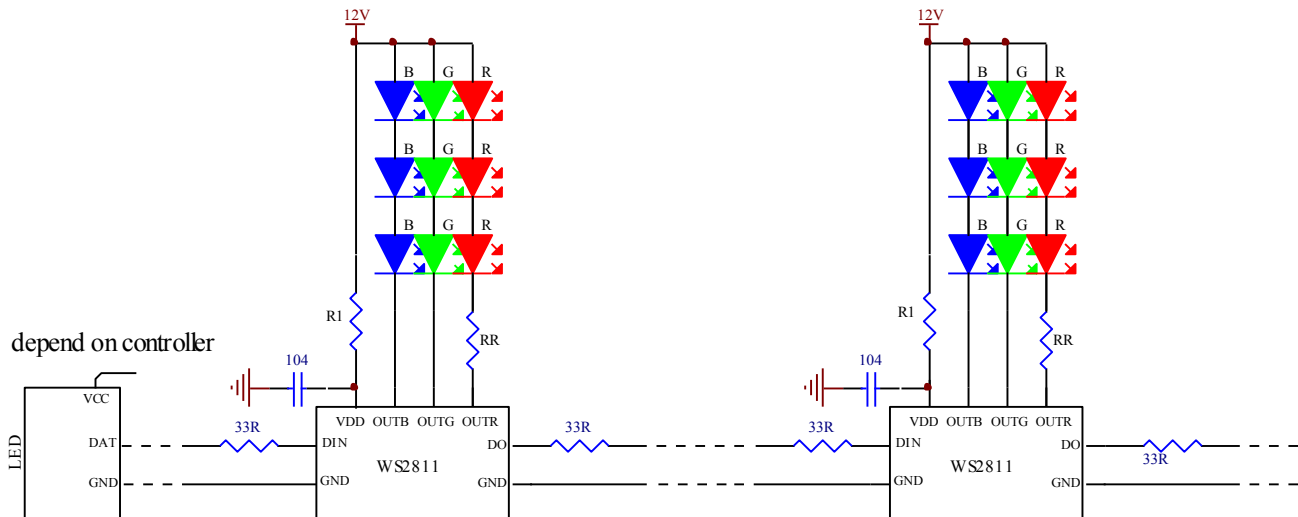 12V 12V
B G R B G R
B G R B G R
B G R B G R
R1 RR R1 RR
depend on controller
104 104
VCC
VDD OUTB OUTG OUTR VDD OUTB OUTG OUTR
DAT 33R DIN DO 33R 33R DIN DO 33R
LED
WS2811 WS2811
GND GND GND GND GND